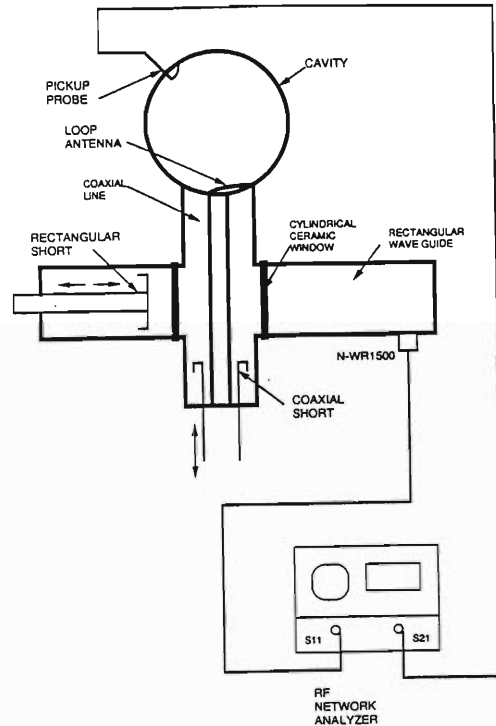 CAVITY
PICKUP
PROBE
LOOP
ANTENNA
COAXIAL
LINE
CYLINDRICAL
CERAMIC
WINDOW
RECTANGULAR
WAVE GUIDE
RECTANGULAR
SHORT
N-WR1500
COAXIAL
SHORT
S11
S21
RF
NETWORK
ANALYZER